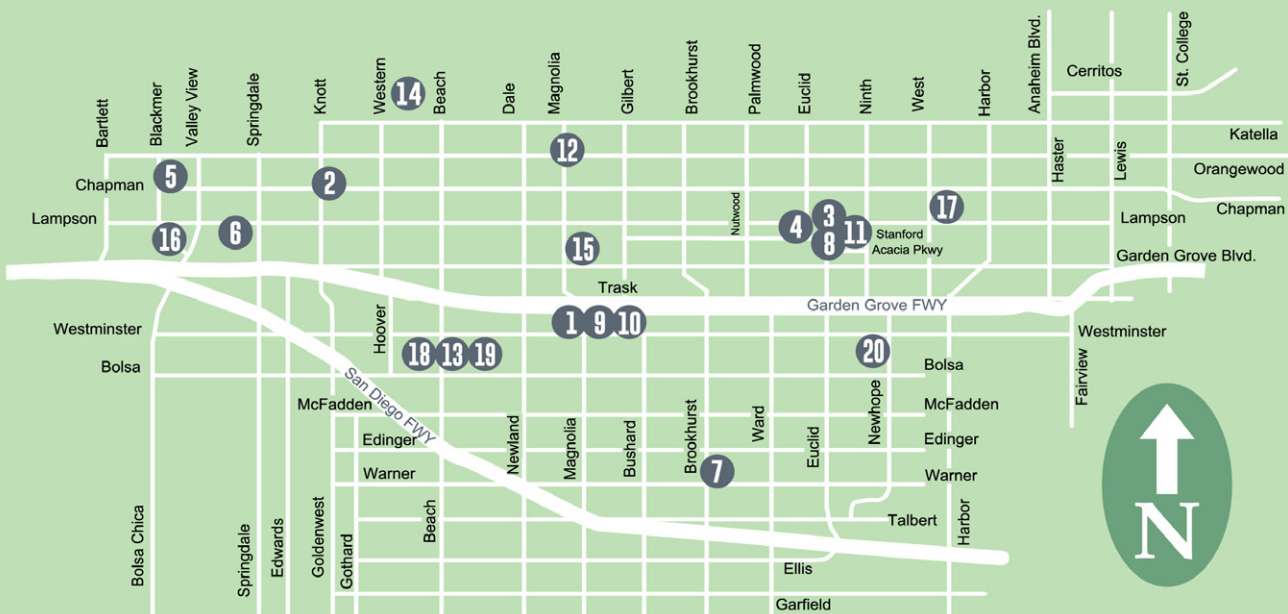 Bartlett
Blackmer
Valley View
Springdale
Knott
Western
Beach
Dale
Magnolia
Gilbert
Brookhurst
Palmwood
Euclid
Ninth
West
Harbor
Anaheim Blvd.
St. College
Cerritos
14
Katella
12
Haster
Lewis
Orangewood
5
Chapman
2
Lampson
Nutwood
3
17
Lampson
Chapman
16
6
4
11
Stanford
15
8
Acacia Pkwy
Garden Grove Blvd.
Trask
Garden Grove FWY
Westminster
Hoover
1
9
10
Westminster
Bolsa
18
13
19
20
Bolsa
Fairview
San Diego FWY
McFadden
Newhope
McFadden
Edinger
Newland
Magnolia
Bushard
Brookhurst
Ward
Euclid
Edinger
Warner
7
Warner
Talbert
Bolsa Chica
Springdale
Edwards
Goldenwest
Gothard
Beach
Harbor
Ellis
Garfield
N